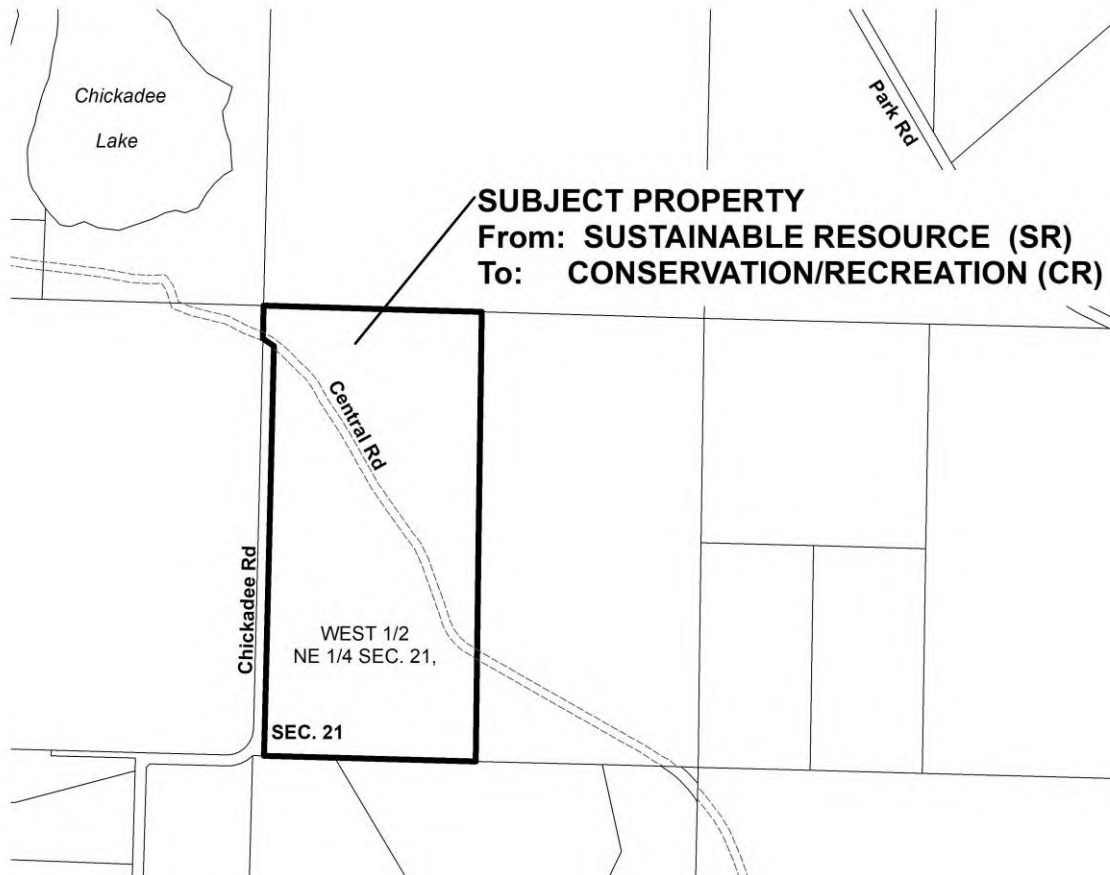 Chickadee
Lake
Park Rd
SUBJECT PROPERTY
From: SUSTAINABLE RESOURCE (SR)
To: CONSERVATION/RECREATION (CR)
Central Rd
Chickadee Rd
WEST 1/2
NE 1/4 SEC. 21,
SEC. 21